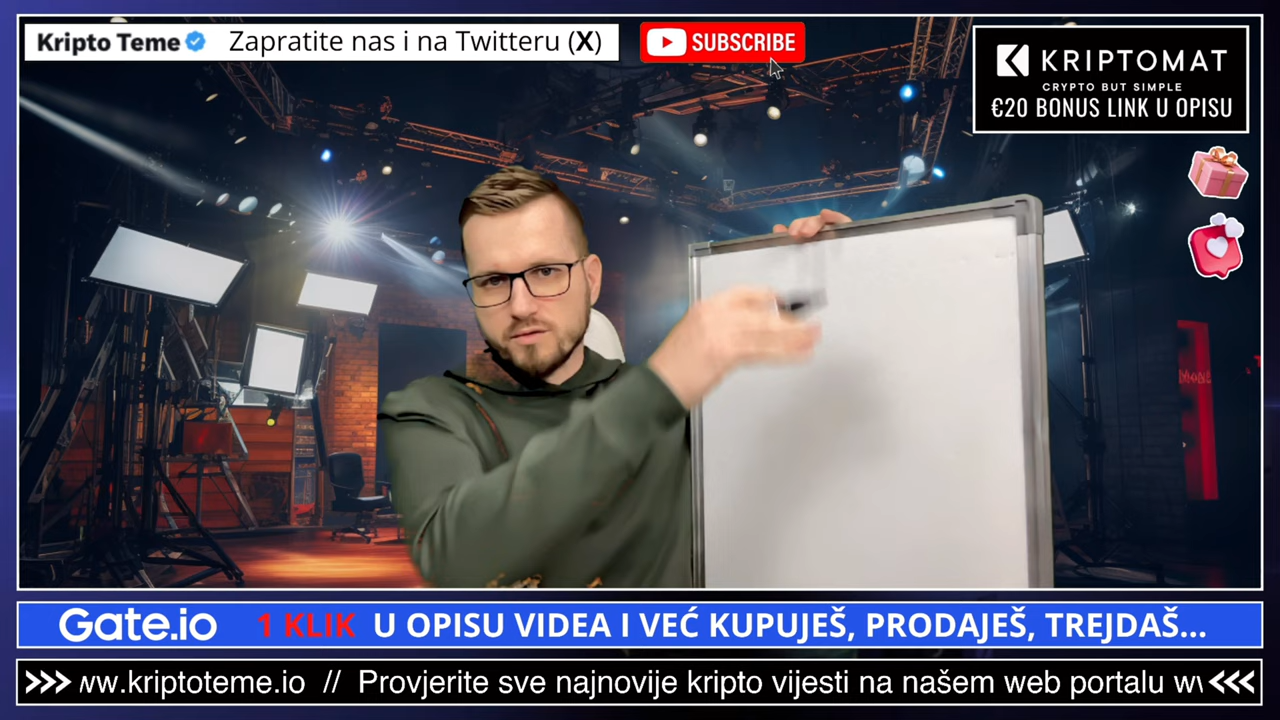 Kripto Teme Zapratite nas i na Twitteru (X)
SUBSCRIBE
KRIPTOMAT
CRYPTO BUT SIMPLE
€20 BONUS LINK U OPISU
Gate.io 1 KLIK U OPISU VIDEA I VEĆ KUPUJEŠ, PRODAJEŠ, TREJDAŠ...
>>> ww.kriptoteme.io // Provjerite sve najnovije kripto vijesti na našem web portalu <<<